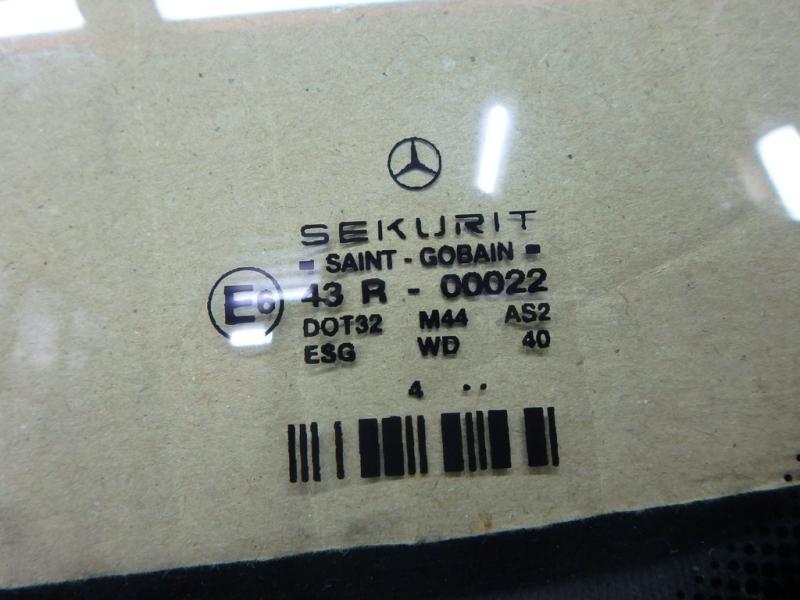 SEKURIT
- SAINT - GOBAIN -
E6 43 R - 00022
DOT32 M44 AS2
ESG WD 40
4 ..